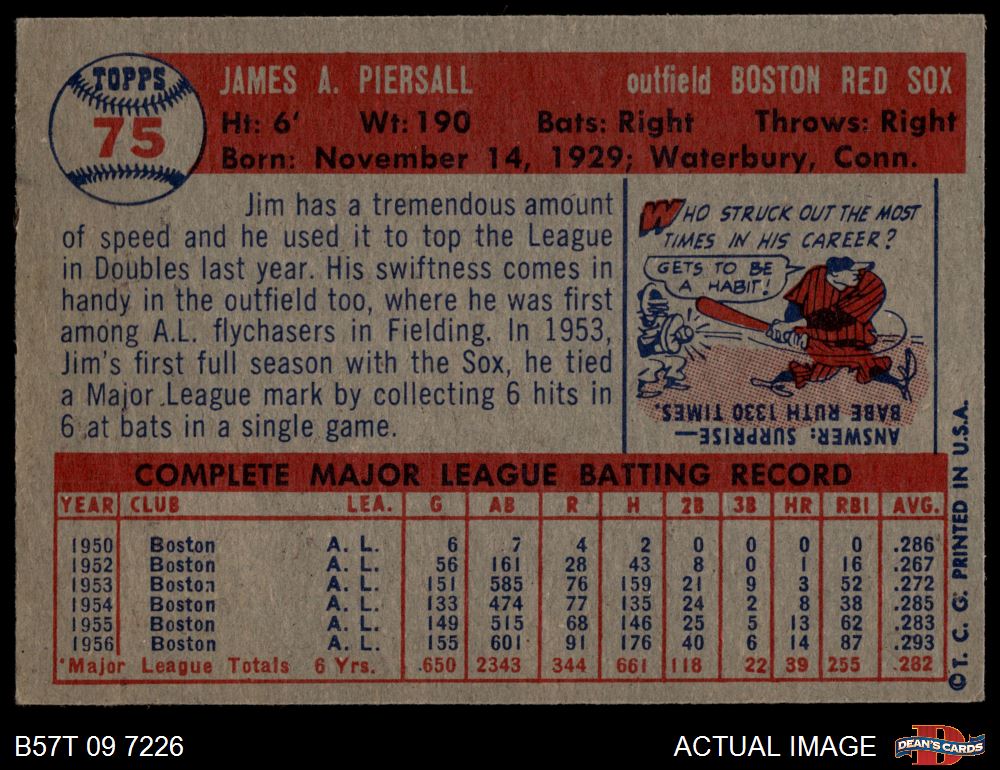 TOPPS
75
JAMES A. PIERSALL outfield BOSTON RED SOX
Ht: 6' Wt: 190 Bats: Right Throws: Right
Born: November 14, 1929; Waterbury, Conn.
Jim has a tremendous amount
of speed and he used it to top the League
in Doubles last year. His swiftness comes in
handy in the outfield too, where he was first
among A.L. flychasers in Fielding. In 1953,
Jim's first full season with the Sox, he tied
a Major League mark by collecting 6 hits in
6 at bats in a single game.
WHO STRUCK OUT THE MOST
TIMES IN HIS CAREER?
GETS TO BE
A HABIT!
ANSWER: SURPRISE—
BABE RUTH 1330 TIMES.
COMPLETE MAJOR LEAGUE BATTING RECORD
YEAR CLUB LEA. G AB R H 2B 3B HR RBI AVG.
1950 Boston A. L. 6 7 4 2 0 0 0 0 .286
1952 Boston A. L. 56 161 28 43 8 0 1 16 .267
1953 Boston A. L. 151 585 76 159 21 9 3 52 .272
1954 Boston A. L. 133 474 77 135 24 2 8 38 .285
1955 Boston A. L. 149 515 68 146 25 5 13 62 .283
1956 Boston A. L. 155 601 91 176 40 6 14 87 .293
Major League Totals 6 Yrs. 650 2343 344 661 118 22 39 255 .282
© T. C. G. PRINTED IN U.S.A.
B57T 09 7226
ACTUAL IMAGE
D
DEAN'S CARDS